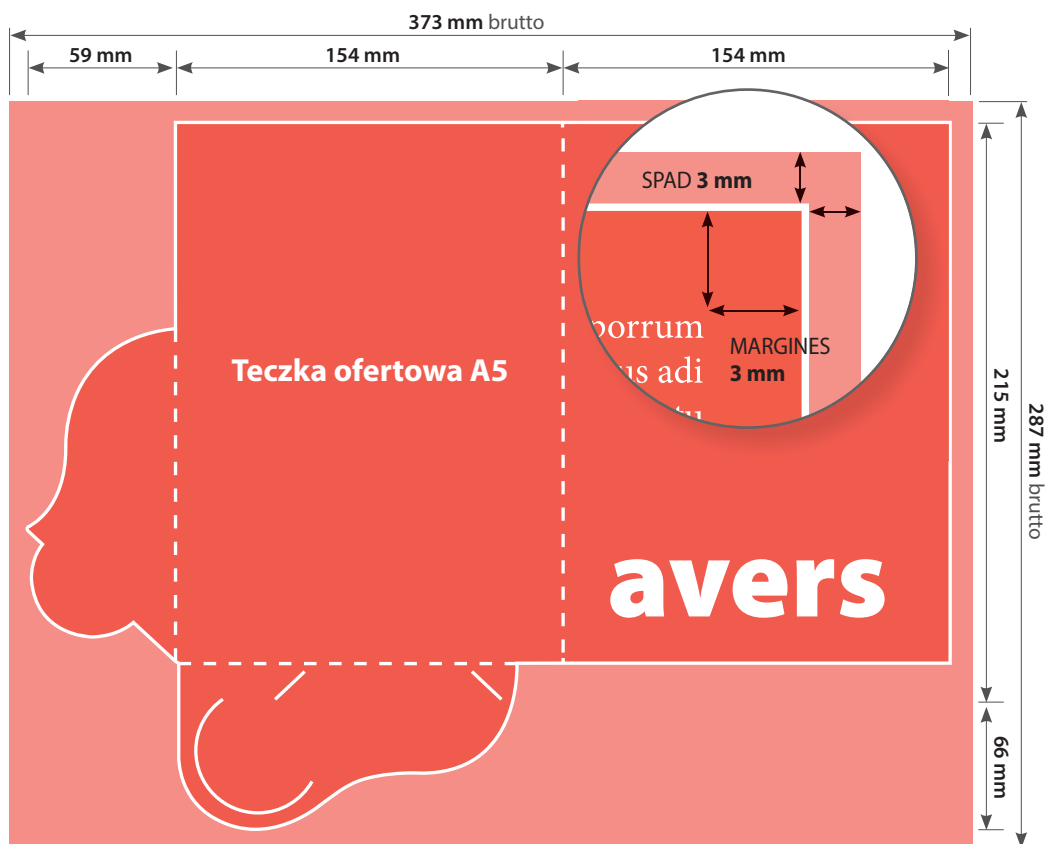 373 mm brutto
59 mm
154 mm
154 mm
SPAD 3 mm
porrum
us adi
MARGINES
3 mm
Teczka ofertowa A5
215 mm
287 mm brutto
avers
66 mm